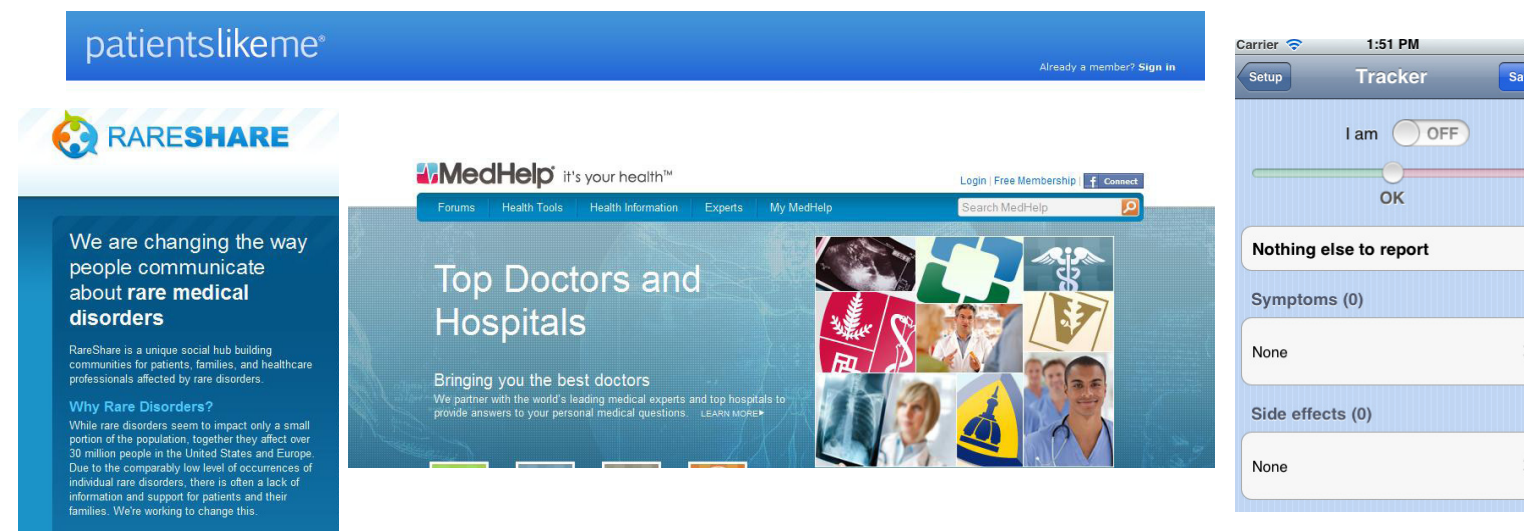 patientslikeme®
Already a member? Sign in
RARESHARE
We are changing the way
people communicate
about rare medical
disorders
RareShare is a unique social hub building
communities for patients, families, and healthcare
professionals affected by rare disorders.
Why Rare Disorders?
While rare disorders seem to impact only a small
portion of the population, together they affect over
30 million people in the United States and Europe.
Due to the comparably low level of occurrences of
individual rare disorders, there is often a lack of
information and support for patients and their
families. We're working to change this.
MedHelp® it's your health™
Login | Free Membership | f Connect
Forums Health Tools Health Information Experts My MedHelp Search MedHelp
Top Doctors and
Hospitals
Bringing you the best doctors
We partner with the world's leading medical experts and top hospitals to
provide answers to your personal medical questions. LEARN MORE
Carrier 1:51 PM
Setup Tracker Sa
I am OFF
OK
Nothing else to report
Symptoms (0)
None
Side effects (0)
None